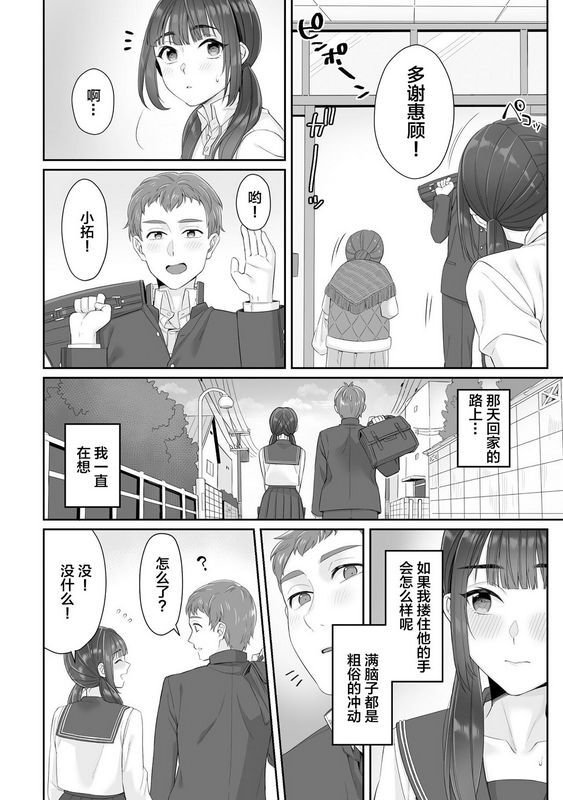 ピンポーン
多谢惠顾！
ペコッ
啊…
哟！
小拓！
那天回家的
路上…
我一直
在想
如果我搂住他的手
会怎么样呢
满脑子都是
粗俗的冲动
?
怎么了?
没！
没什么！